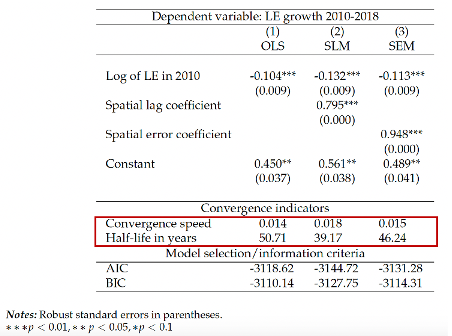 Dependent variable: LE growth 2010-2018
(1) (2) (3)
OLS SLM SEM
Log of LE in 2010 -0.104*** -0.132*** -0.113***
(0.009) (0.009) (0.009)
Spatial lag coefficient 0.795***
(0.000)
Spatial error coefficient 0.948***
(0.000)
Constant 0.450** 0.561** 0.489**
(0.037) (0.038) (0.041)
Convergence indicators
Convergence speed 0.014 0.018 0.015
Half-life in years 50.71 39.17 46.24
Model selection/information criteria
AIC -3118.62 -3144.72 -3131.28
BIC -3110.14 -3127.75 -3114.31
Notes: Robust standard errors in parentheses.
* * *p < 0.01, * * p < 0.05, *p < 0.1